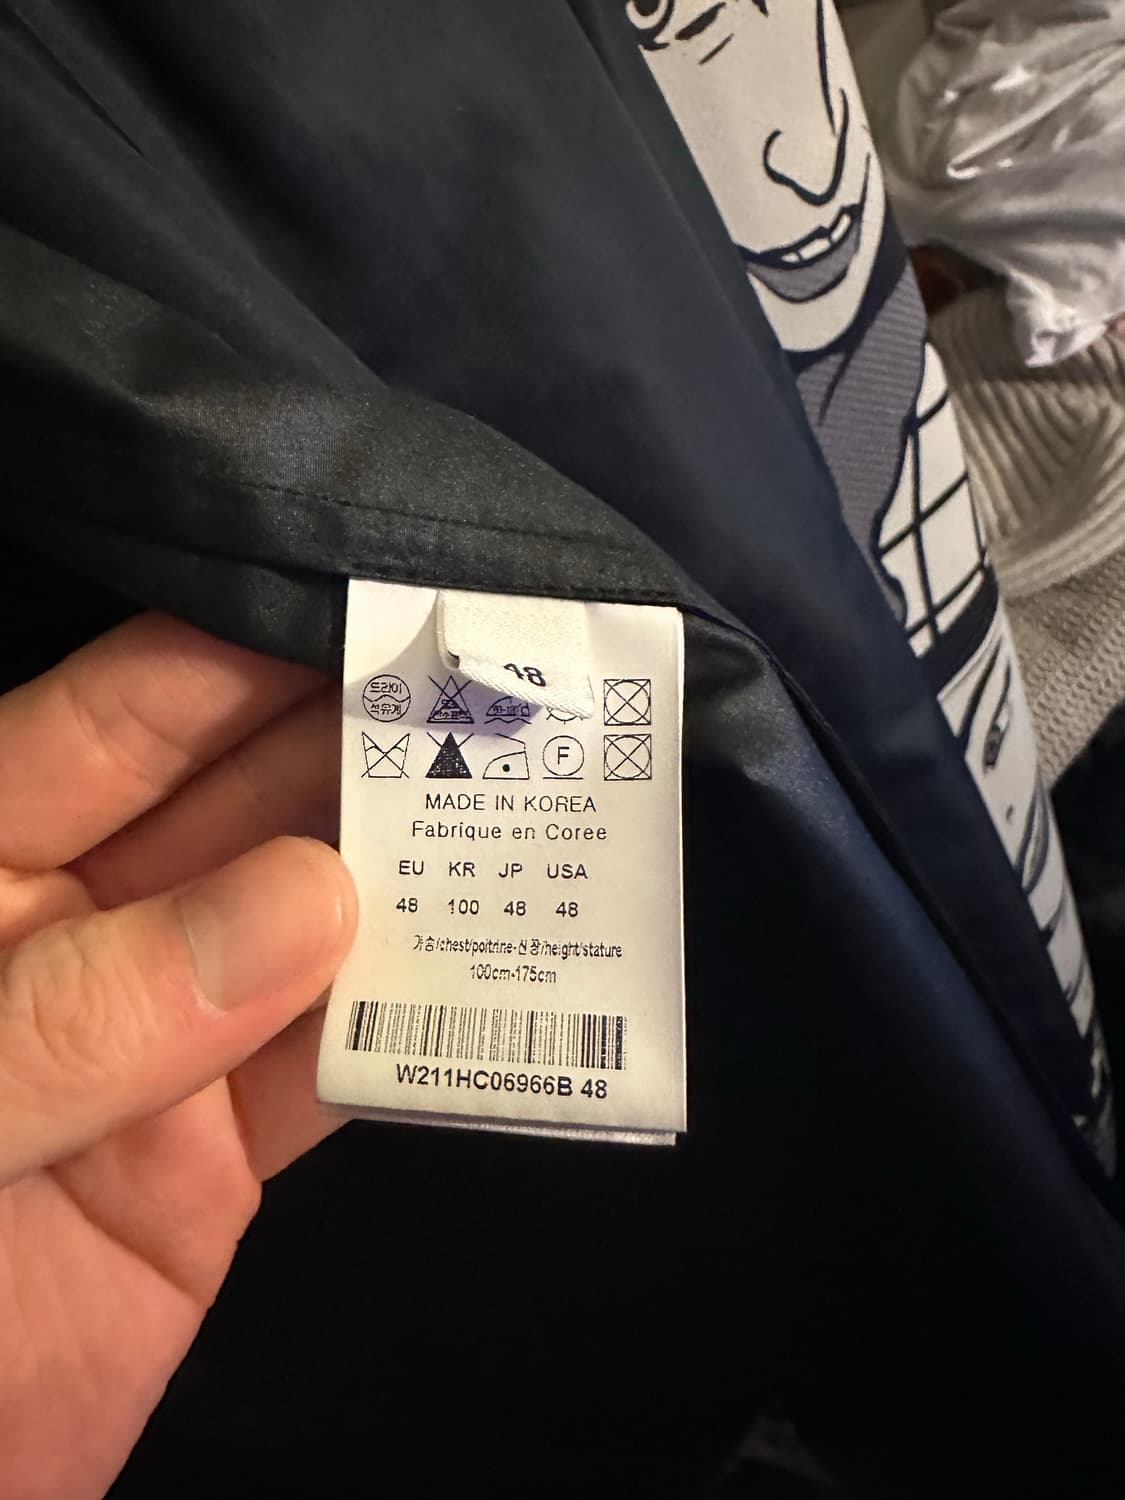 48
드라이
석유계
F
MADE IN KOREA
Fabrique en Coree
EU KR JP USA
48 100 48 48
가슴/chest/poitrine-신장/height/stature
100cm-175cm
W211HC06966B 48